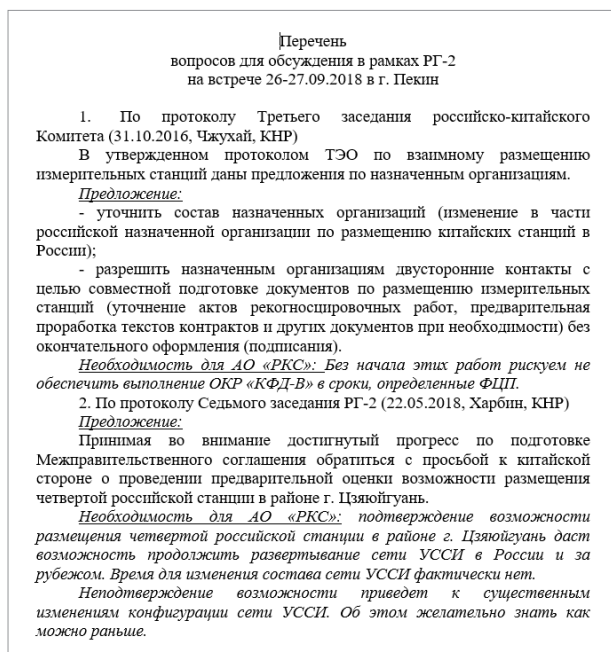 Перечень
вопросов для обсуждения в рамках РГ-2
на встрече 26-27.09.2018 в г. Пекин
1. По протоколу Третьего заседания российско-китайского
Комитета (31.10.2016, Чжухай, КНР)
В утвержденном протоколом ТЭО по взаимному размещению
измерительных станций даны предложения по назначенным организациям.
Предложение:
- уточнить состав назначенных организаций (изменение в части
российской назначенной организации по размещению китайских станций в
России);
- разрешить назначенным организациям двусторонние контакты с
целью совместной подготовке документов по размещению измерительных
станций (уточнение актов рекогносцировочных работ, предварительная
проработка текстов контрактов и других документов при необходимости) без
окончательного оформления (подписания).
Необходимость для АО «РКС»: Без начала этих работ рискуем не
обеспечить выполнение ОКР «КФД-В» в сроки, определенные ФЦП.
2. По протоколу Седьмого заседания РГ-2 (22.05.2018, Харбин, КНР)
Предложение:
Принимая во внимание достигнутый прогресс по подготовке
Межправительственного соглашения обратиться с просьбой к китайской
стороне о проведении предварительной оценки возможности размещения
четвертой российской станции в районе г. Цзяюйгуань.
Необходимость для АО «РКС»: подтверждение возможности
размещения четвертой российской станции в районе г. Цзяюйгуань даст
возможность продолжить развертывание сети УССИ в России и за
рубежом. Время для изменения состава сети УССИ фактически нет.
Неподтверждение возможности приведет к существенным
изменениям конфигурации сети УССИ. Об этом желательно знать как
можно раньше.